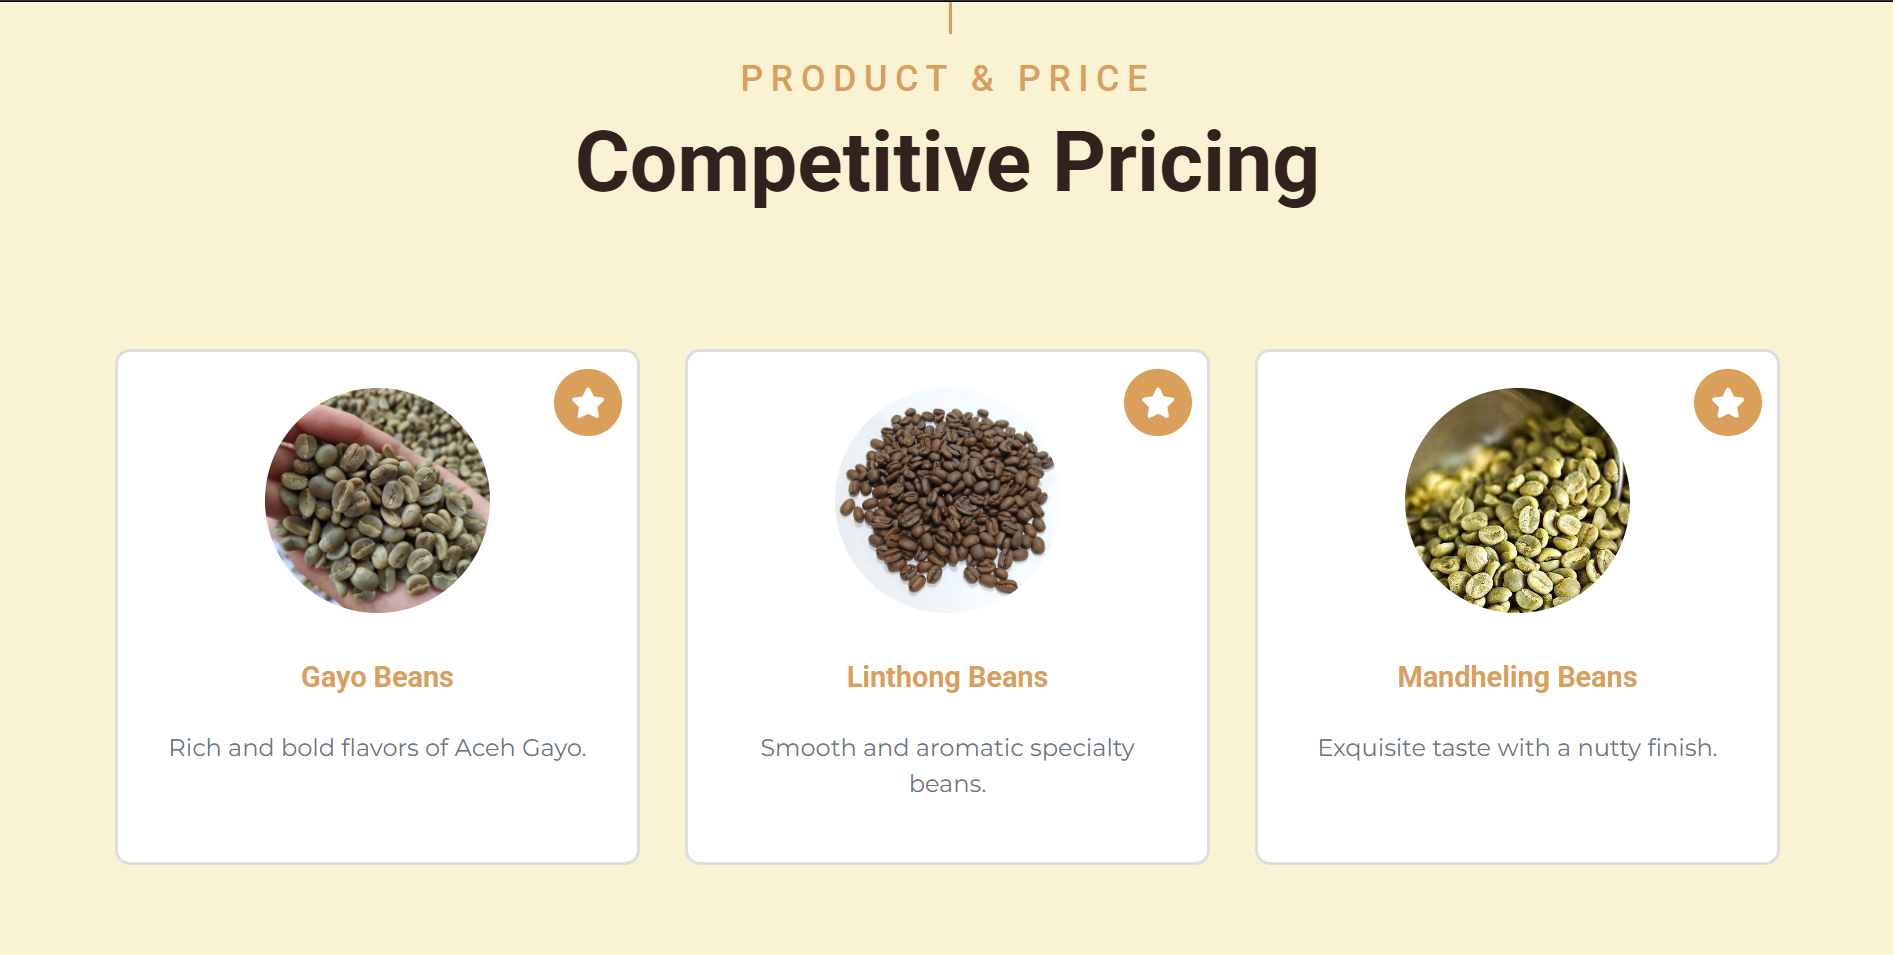 PRODUCT & PRICE
Competitive Pricing
Gayo Beans
Rich and bold flavors of Aceh Gayo.
Linthong Beans
Smooth and aromatic specialty
beans.
Mandheling Beans
Exquisite taste with a nutty finish.